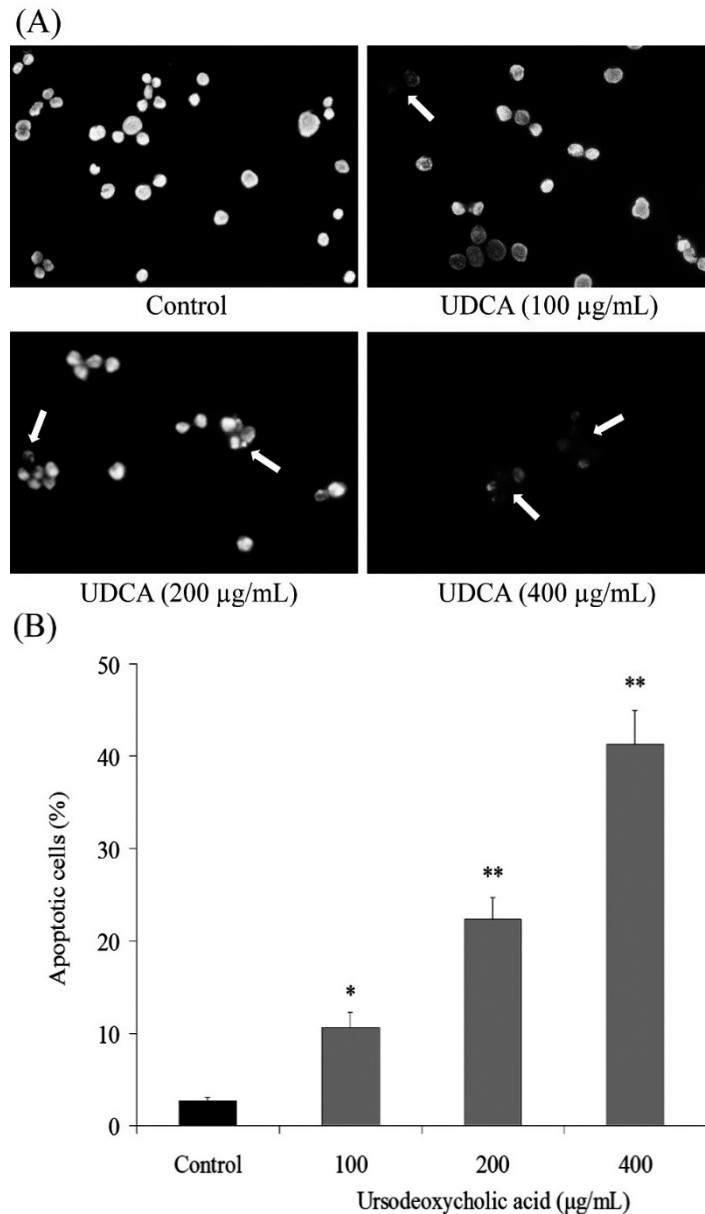 (A)
Control
UDCA (100 µg/mL)
UDCA (200 µg/mL)
UDCA (400 µg/mL)
(B)
50
40
30
20
10
0
Apoptotic cells (%)
*
**
**
Control
100
200
400
Ursodeoxycholic acid (µg/mL)